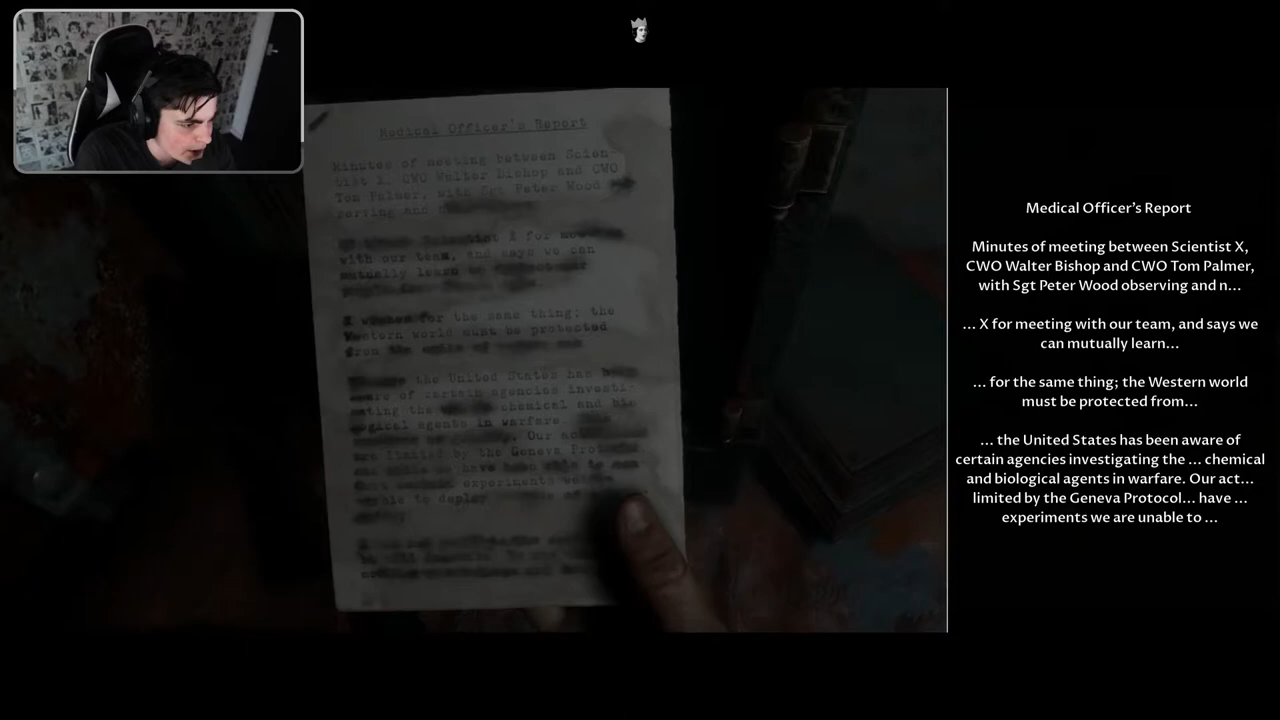 Medical Officer's Report
Minutes of meeting between Scien-
tist X, CWO Walter Bishop and CWO
Tom Palmer, with Sgt Peter Wood
X for
with our team, and says we can
mutually learn
for the same thing; the
Western world must be protected
from the
the United States has been
aware of certain agencies investi-
gating the chemical and bio-
logical agents in warfare.
Our
are limited by the Geneva Protocol
have
experiments we
to deploy
Medical Officer's Report
Minutes of meeting between Scientist X,
CWO Walter Bishop and CWO Tom Palmer,
with Sgt Peter Wood observing and n...
... X for meeting with our team, and says we
can mutually learn...
... for the same thing; the Western world
must be protected from...
... the United States has been aware of
certain agencies investigating the ... chemical
and biological agents in warfare. Our act...
limited by the Geneva Protocol... have ...
experiments we are unable to ...